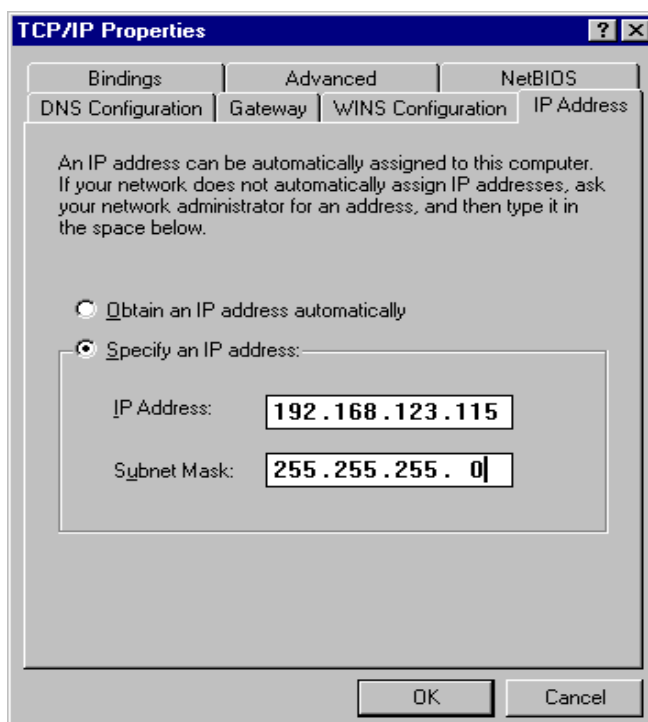 TCP/IP Properties
Bindings Advanced NetBIOS
DNS Configuration Gateway WINS Configuration IP Address
An IP address can be automatically assigned to this computer.
If your network does not automatically assign IP addresses, ask
your network administrator for an address, and then type it in
the space below.
Obtain an IP address automatically
Specify an IP address:
IP Address: 192.168.123.115
Subnet Mask: 255.255.255. 0
OK Cancel